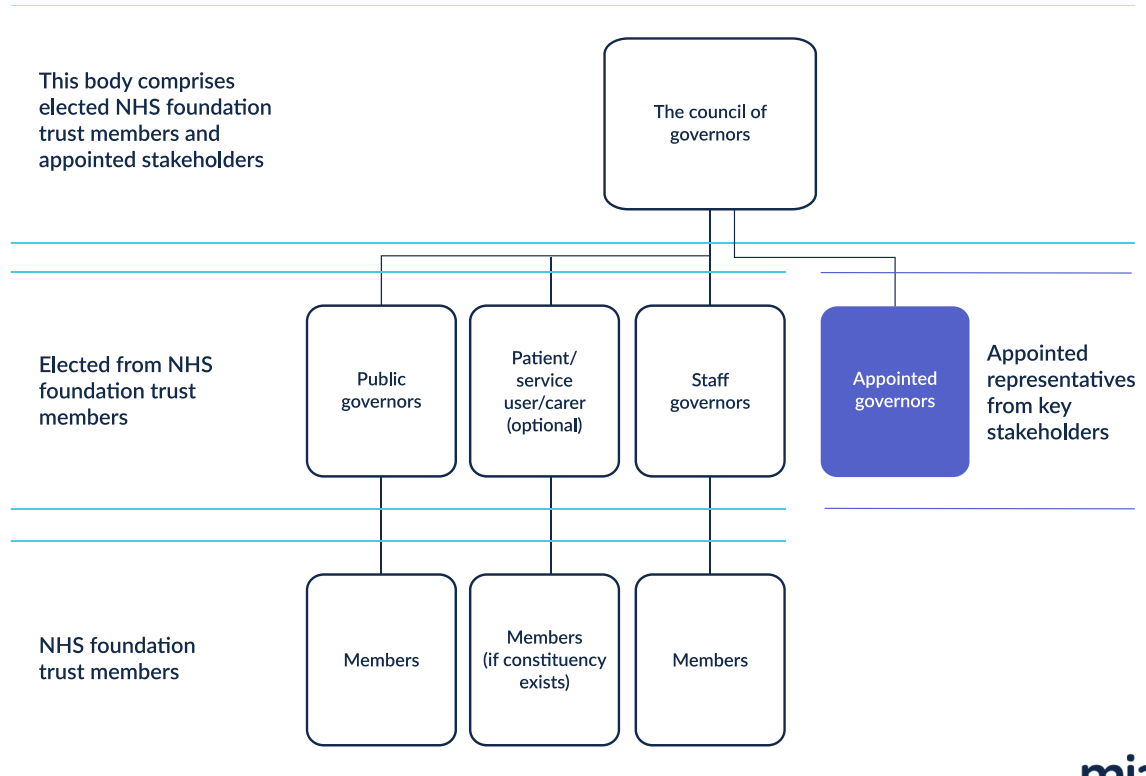 This body comprises
elected NHS foundation
trust members and
appointed stakeholders
The council of
governors
Elected from NHS
foundation trust
members
Public
governors
Patient/
service
user/carer
(optional)
Staff
governors
Appointed
governors
Appointed
representatives
from key
stakeholders
NHS foundation
trust members
Members
Members
(if constituency
exists)
Members